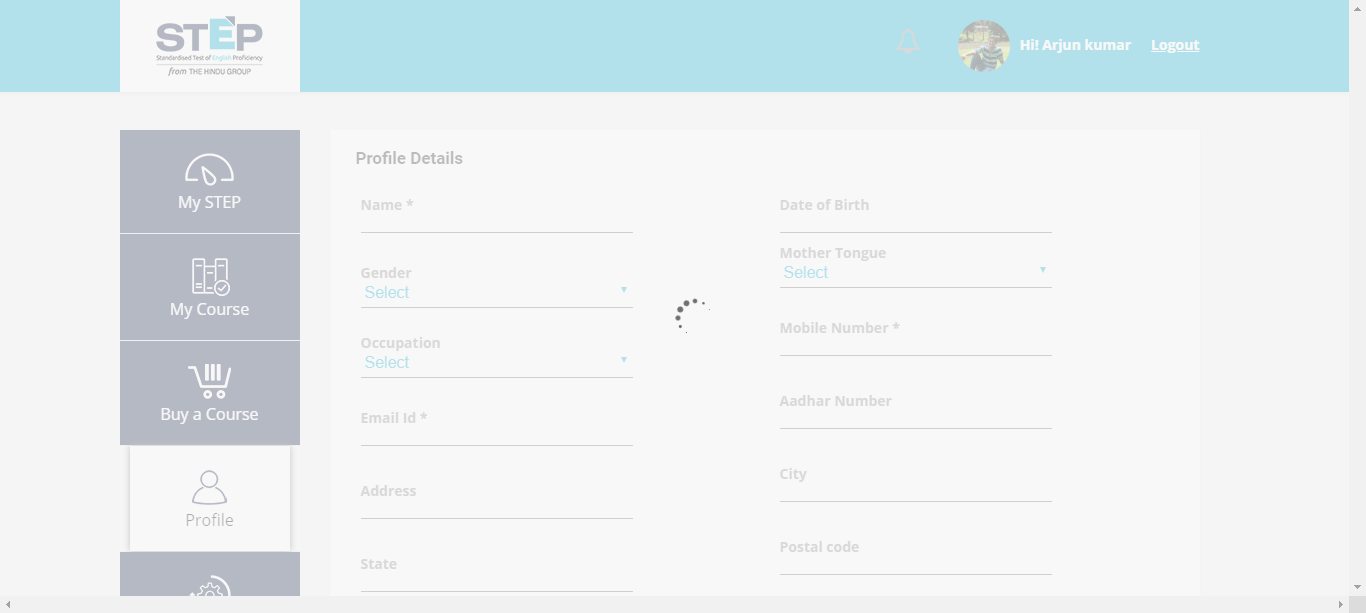 STEP
Standardised Test of English Proficiency
from THE HINDU GROUP
Hi! Arjun kumar
Logout
My STEP
My Course
Buy a Course
Profile
Profile Details
Name *
Date of Birth
Gender
Select
Mother Tongue
Select
Occupation
Select
Mobile Number *
Email Id *
Aadhar Number
Address
City
State
Postal code